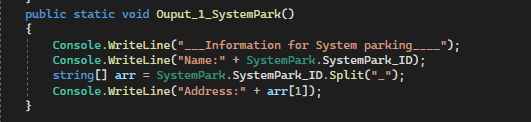 public static void Ouput_1_SystemPark()
{
Console.WriteLine("___Information for System parking____");
Console.WriteLine("Name:" + SystemPark.SystemPark_ID);
string[] arr = SystemPark.SystemPark_ID.Split("_");
Console.WriteLine("Address:" + arr[1]);
}